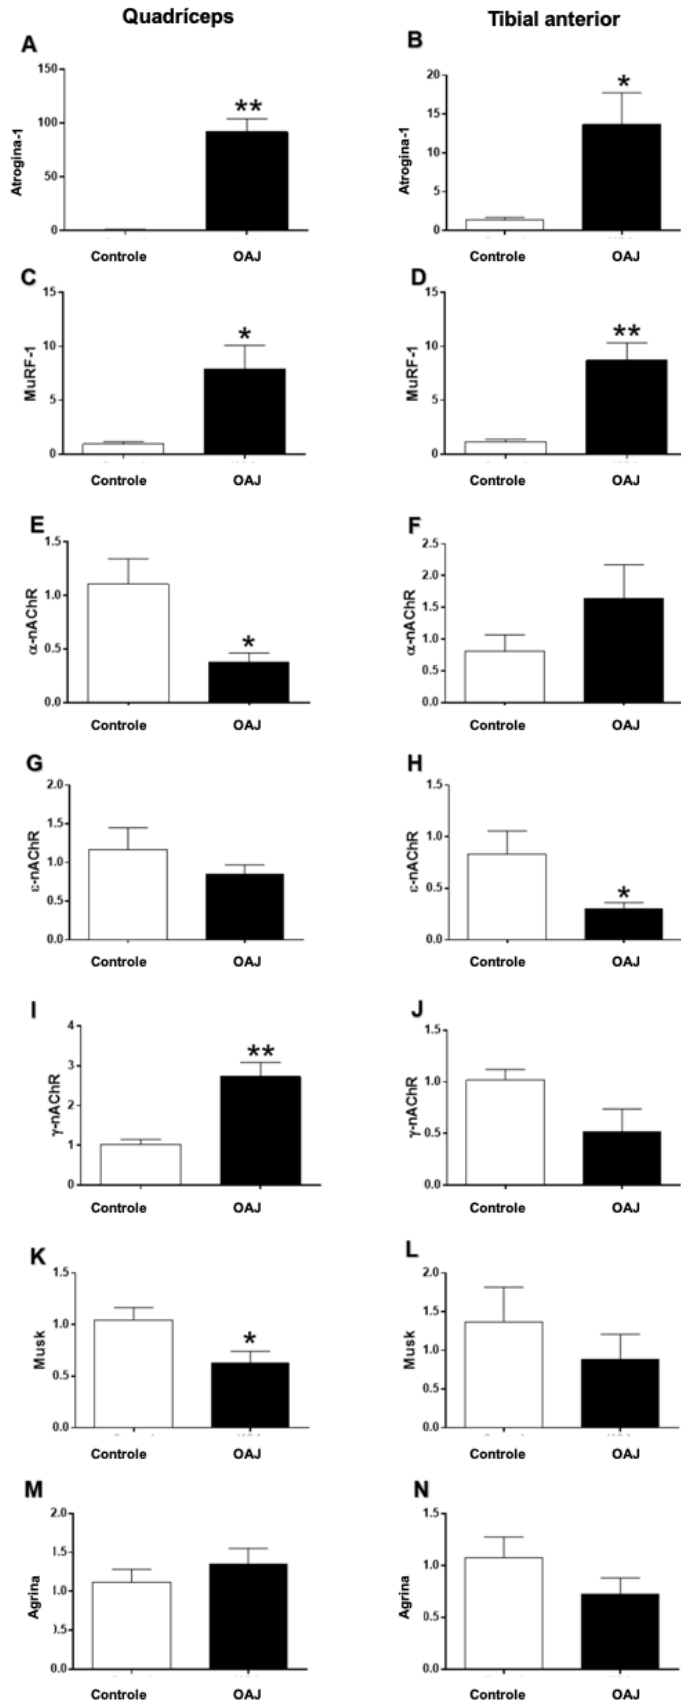 Quadríceps
Tibial anterior
A
Atrogina-1
150
100
50
0
**
Controle OAJ
B
Atrogina-1
20
15
10
5
0
*
Controle OAJ
C
MuRF-1
15
10
5
0
*
Controle OAJ
D
MuRF-1
15
10
5
0
**
Controle OAJ
E
α-nAChR
1.5
1.0
0.5
0.0
*
Controle OAJ
F
α-nAChR
2.5
2.0
1.5
1.0
0.5
0.0
Controle OAJ
G
ε-nAChR
2.0
1.5
1.0
0.5
0.0
Controle OAJ
H
ε-nAChR
1.5
1.0
0.5
0.0
*
Controle OAJ
I
γ-nAChR
4
3
2
1
0
**
Controle OAJ
J
γ-nAChR
1.5
1.0
0.5
0.0
Controle OAJ
K
Musk
1.5
1.0
0.5
0.0
*
Controle OAJ
L
Musk
2.0
1.5
1.0
0.5
0.0
Controle OAJ
M
Agrina
2.0
1.5
1.0
0.5
0.0
Controle OAJ
N
Agrina
1.5
1.0
0.5
0.0
Controle OAJ